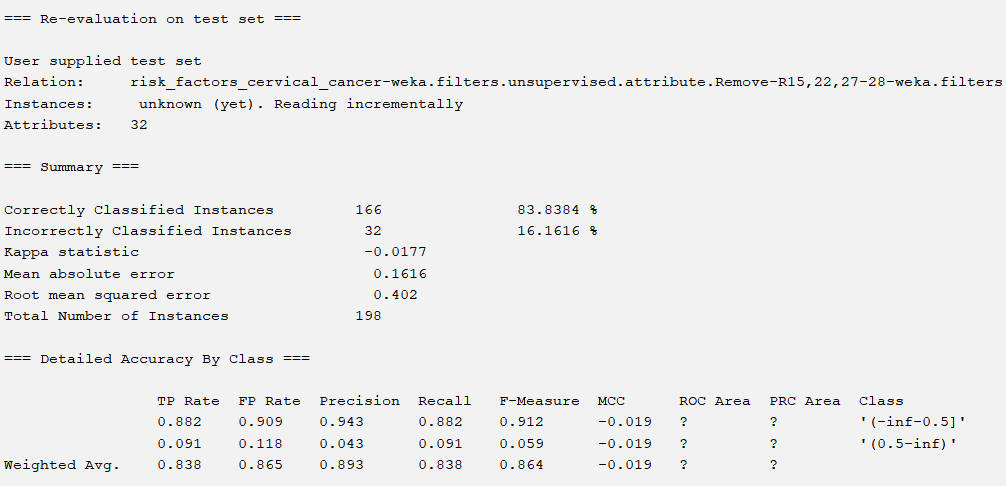 === Re-evaluation on test set ===
User supplied test set
Relation:     risk_factors_cervical_cancer-weka.filters.unsupervised.attribute.Remove-R15,22,27-28-weka.filters
Instances:     unknown (yet). Reading incrementally
Attributes:   32
=== Summary ===
Correctly Classified Instances         166               83.8384 %
Incorrectly Classified Instances        32               16.1616 %
Kappa statistic                         -0.0177
Mean absolute error                      0.1616
Root mean squared error                  0.402
Total Number of Instances              198
=== Detailed Accuracy By Class ===
                 TP Rate  FP Rate  Precision  Recall   F-Measure  MCC      ROC Area  PRC Area  Class
                 0.882    0.909    0.943      0.882    0.912      -0.019   ?         ?         '(-inf-0.5]'
                 0.091    0.118    0.043      0.091    0.059      -0.019   ?         ?         '(0.5-inf)'
Weighted Avg.    0.838    0.865    0.893      0.838    0.864      -0.019   ?         ?